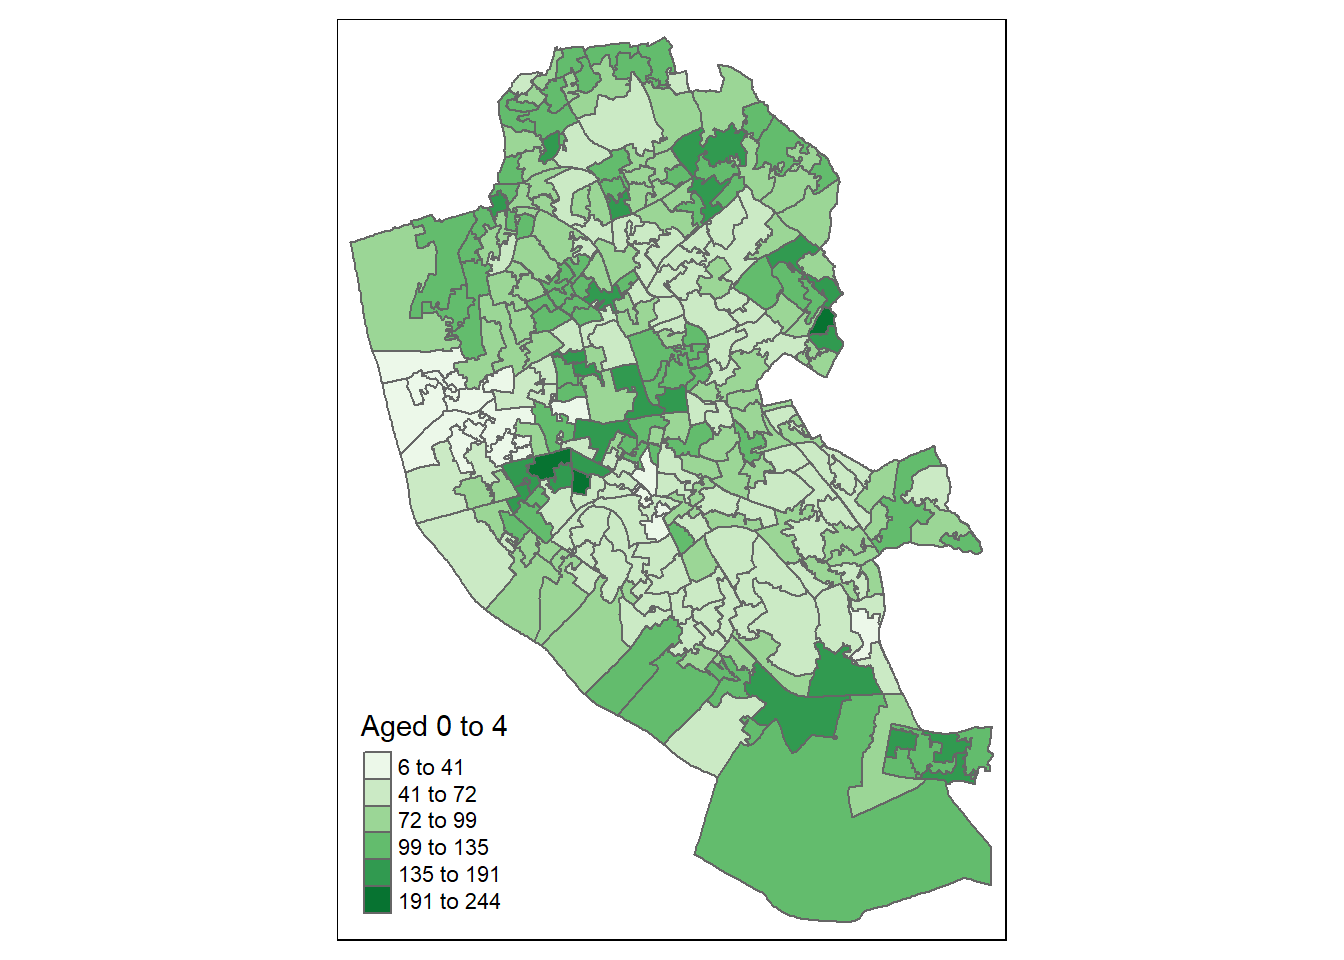 Aged 0 to 4
6 to 41
41 to 72
72 to 99
99 to 135
135 to 191
191 to 244